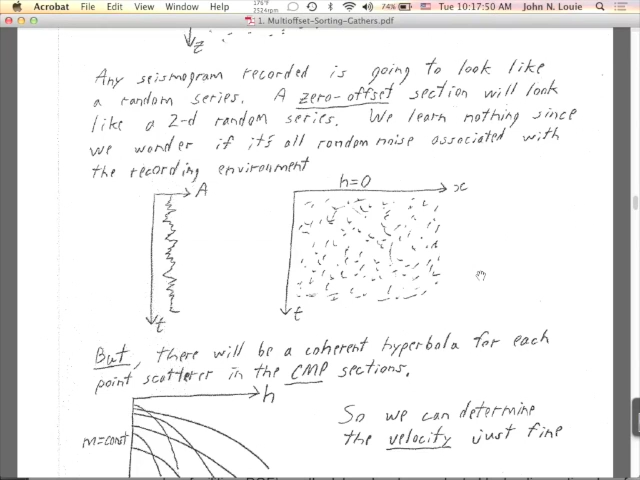 Acrobat File Edit View Window Help 176°F 2524rpm 74% Tue 10:17:50 AM John N. Louie
1. Multioffset-Sorting-Gathers.pdf
z
Any seismogram recorded is going to look like
a random series. A zero-offset section will look
like a 2-d random series. We learn nothing since
we wonder if it's all random noise associated with
the recording environment
A
h=0
x
t
t
But, there will be a coherent hyperbola for each
point scatterer in the CMP sections.
h
m=const
So we can determine
the velocity just fine